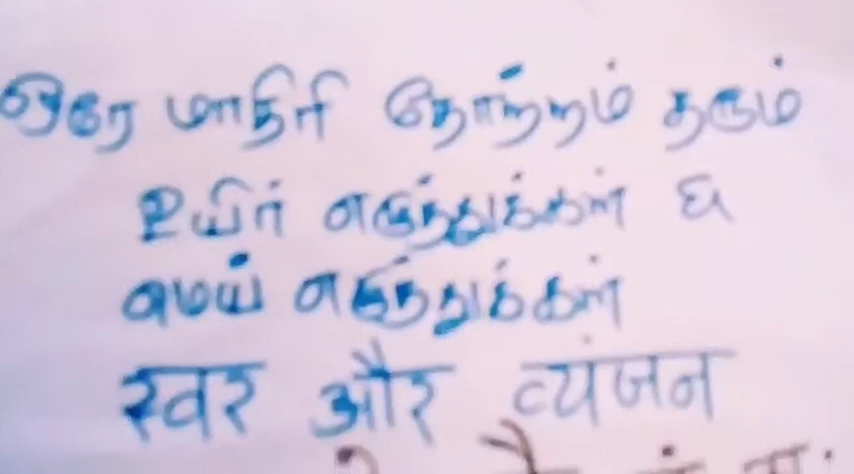 ஒரே மாதிரி தோற்றம் தரும்
உயிர் எழுத்துக்கள் &
மெய் எழுத்துக்கள்
स्वर और व्यंजन